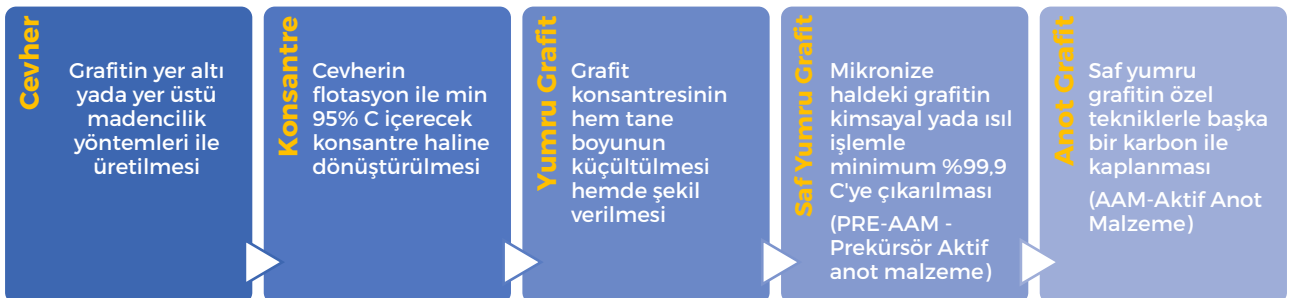 Cevher
Grafitin yer altı
yada yer üstü
madencilik
yöntemleri ile
üretilmesi
Konsantre
Cevherin
flotasyon ile min
95% C içerecek
konsantre haline
dönüştürülmesi
Yumru Grafit
Grafit
konsantresinin
hem tane
boyunun
küçültülmesi
hemde şekil
verilmesi
Saf Yumru Grafit
Mikronize
haldeki grafitin
kimsayal yada ısıl
işlemle
minimum %99,9
C'ye çıkarılması
(PRE-AAM -
Prekürsör Aktif
anot malzeme)
Anot Grafit
Saf yumru
grafitin özel
tekniklerle başka
bir karbon ile
kaplanması
(AAM-Aktif Anot
Malzeme)